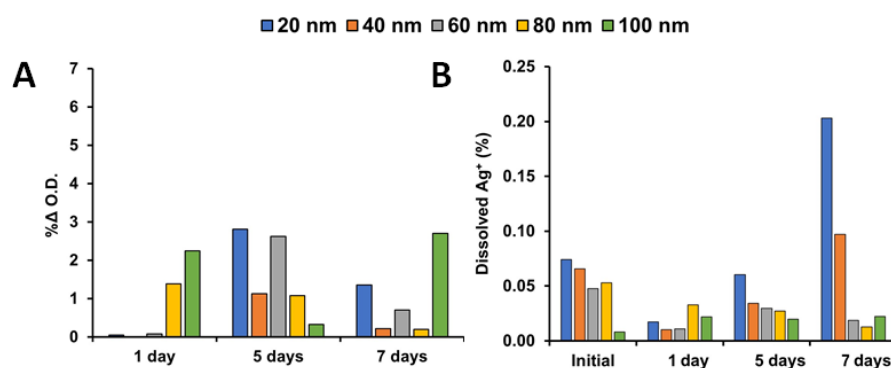 20 nm 40 nm 60 nm 80 nm 100 nm
A
7
6
5
4
3
2
1
0
%Δ O.D.
1 day 5 days 7 days
B
0.25
0.20
0.15
0.10
0.05
0.00
Dissolved Ag⁺ (%)
Initial 1 day 5 days 7 days